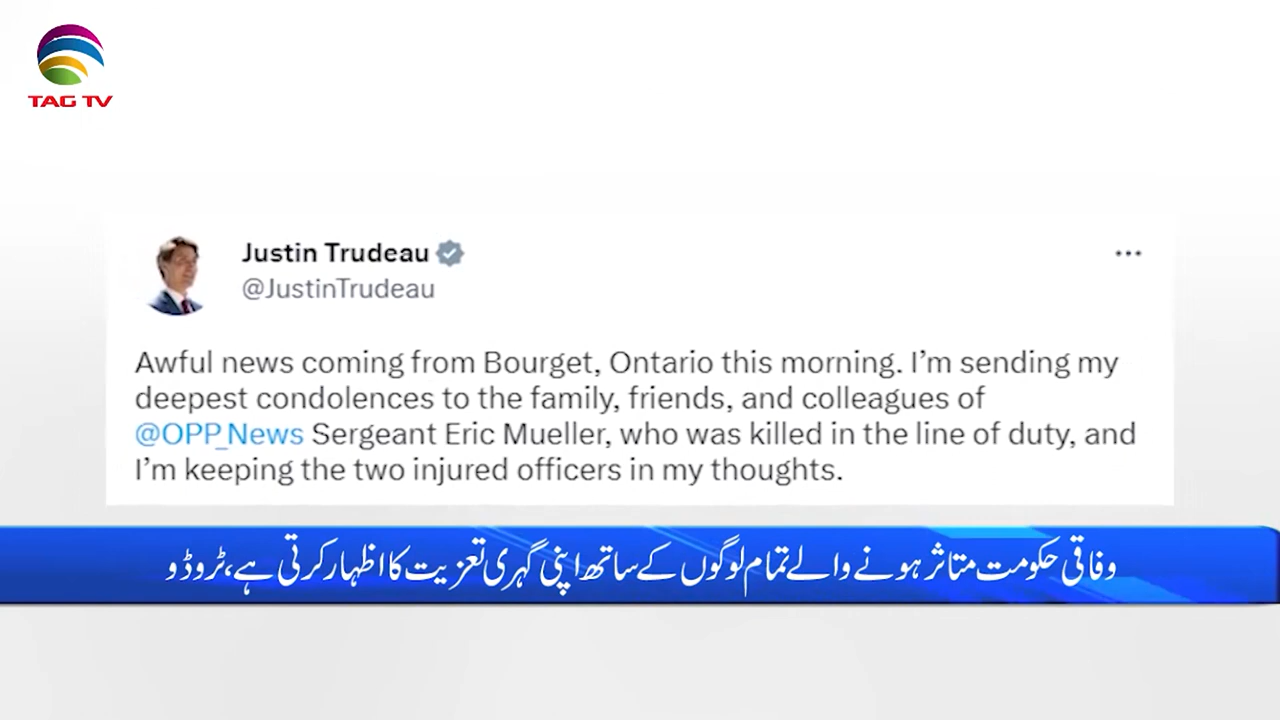 TAG TV
Justin Trudeau
@JustinTrudeau
Awful news coming from Bourget, Ontario this morning. I’m sending my
deepest condolences to the family, friends, and colleagues of
@OPP_News Sergeant Eric Mueller, who was killed in the line of duty, and
I’m keeping the two injured officers in my thoughts.
وفاقی حکومت متاثر ہونے والے تمام لوگوں کے ساتھ اپنی گہری تعزیت کا اظہار کرتی ہے، ٹروڈو